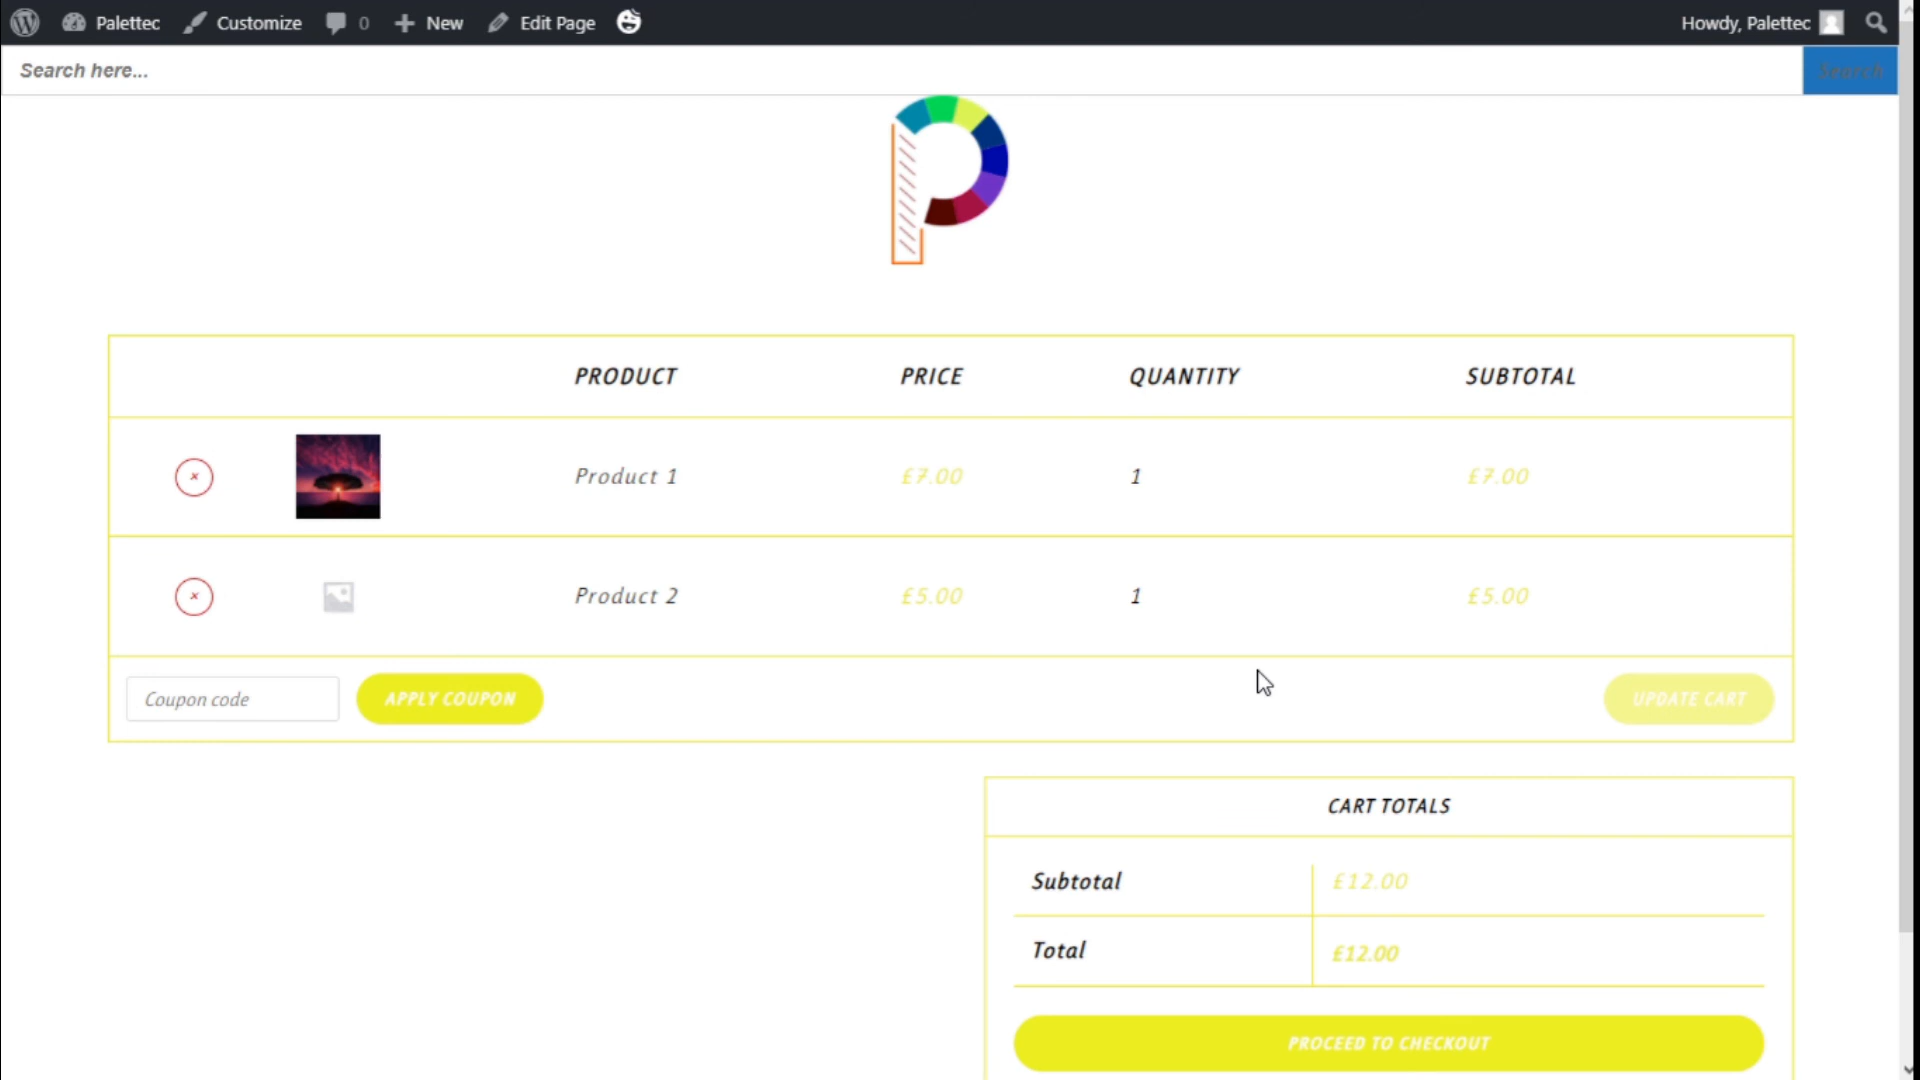 Palettec Customize 0 New Edit Page Howdy, Palettec
Search here... Search
PRODUCT PRICE QUANTITY SUBTOTAL
× Product 1 £7.00 1 £7.00
× Product 2 £5.00 1 £5.00
Coupon code APPLY COUPON UPDATE CART
CART TOTALS
Subtotal £12.00
Total £12.00
PROCEED TO CHECKOUT